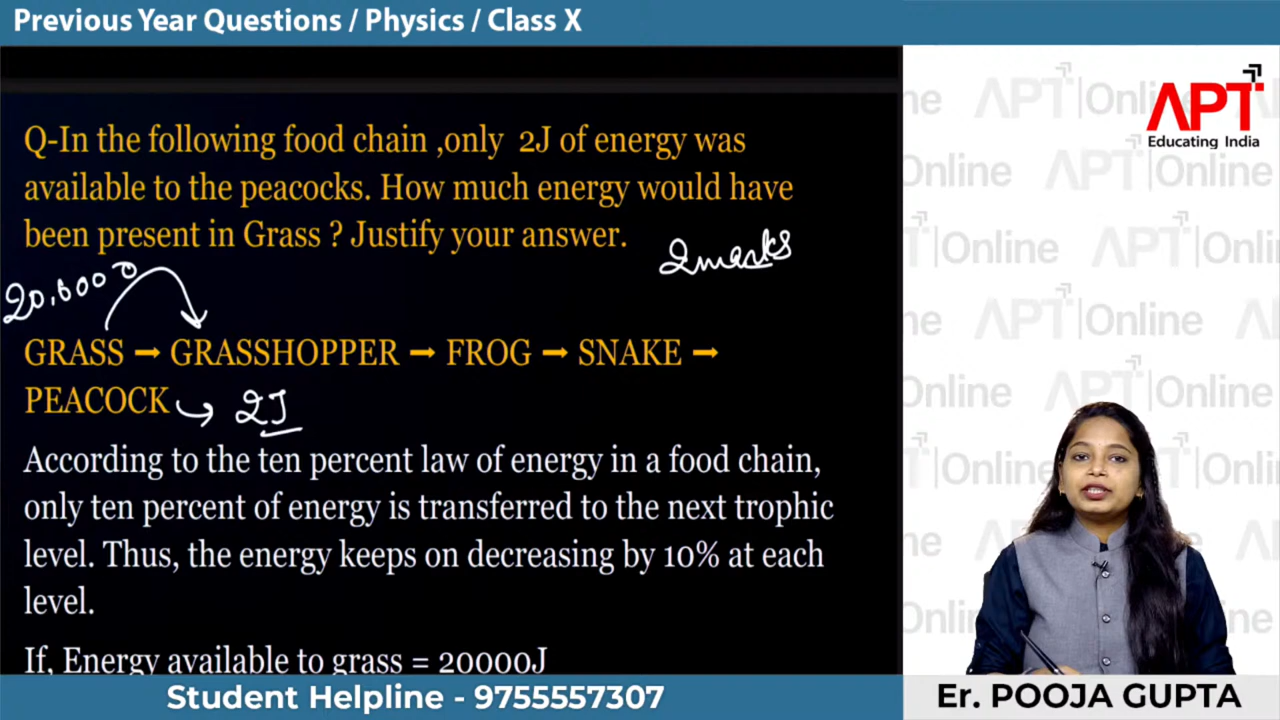 Previous Year Questions / Physics / Class X
APT
Educating India
Q-In the following food chain ,only 2J of energy was
available to the peacocks. How much energy would have
been present in Grass ? Justify your answer.
2marks
GRASS → GRASSHOPPER → FROG → SNAKE →
PEACOCK → 2J
According to the ten percent law of energy in a food chain,
only ten percent of energy is transferred to the next trophic
level. Thus, the energy keeps on decreasing by 10% at each
level.
If, Energy available to grass = 20000J
Student Helpline - 9755557307
Er. POOJA GUPTA